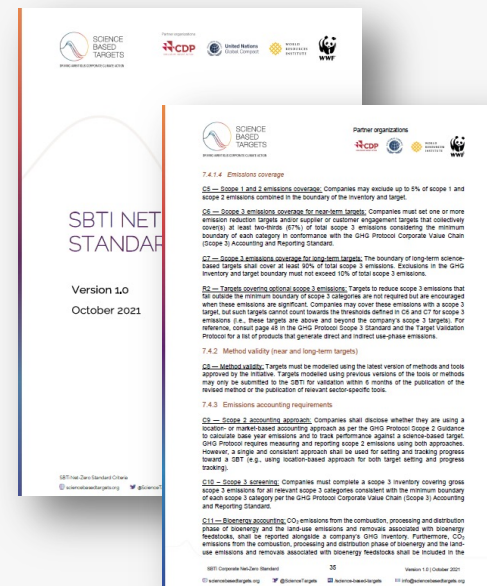 SCIENCE
BASED
TARGETS
DRIVING AMBITIOUS CORPORATE CLIMATE ACTION
Partner organizations
CDP
United Nations
Global Compact
WORLD
RESOURCES
INSTITUTE
WWF
SBTI NET
STANDAR
Version 1.0
October 2021
SBTi Net-Zero Standard Criteria
sciencebasedtargets.org
@ScienceT
SCIENCE
BASED
TARGETS
DRIVING AMBITIOUS CORPORATE CLIMATE ACTION
Partner organizations
CDP
WORLD
RESOURCES
INSTITUTE
WWF
7.4.1.4 Emissions coverage
C5 — Scope 1 and 2 emissions coverage: Companies may exclude up to 5% of scope 1 and
scope 2 emissions combined in the boundary of the inventory and target.
C6 — Scope 3 emissions coverage for near-term targets: Companies must set one or more
emission reduction targets and/or supplier or customer engagement targets that collectively
cover(s) at least two-thirds (67%) of total scope 3 emissions considering the minimum
boundary of each category in conformance with the GHG Protocol Corporate Value Chain
(Scope 3) Accounting and Reporting Standard.
C7 — Scope 3 emissions coverage for long-term targets: The boundary of long-term science-
based targets shall cover at least 90% of total scope 3 emissions. Exclusions in the GHG
inventory and target boundary must not exceed 10% of total scope 3 emissions.
R2 — Targets covering optional scope 3 emissions: Targets to reduce scope 3 emissions that
fall outside the minimum boundary of scope 3 categories are not required but are encouraged
when these emissions are significant. Companies may cover these emissions with a scope 3
target, but such targets cannot count towards the thresholds defined in C6 and C7 for scope 3
emissions (i.e., these targets are above and beyond the company's scope 3 targets). For
reference, consult page 48 in the GHG Protocol Scope 3 Standard and the Target Validation
Protocol for a list of products that generate direct and indirect use-phase emissions.
7.4.2 Method validity (near and long-term targets)
C8 — Method validity: Targets must be modelled using the latest version of methods and tools
approved by the initiative. Targets modelled using previous versions of the tools or methods
may only be submitted to the SBTi for validation within 6 months of the publication of the
revised method or the publication of relevant sector-specific tools.
7.4.3 Emissions accounting requirements
C9 — Scope 2 accounting approach: Companies shall disclose whether they are using a
location- or market-based accounting approach as per the GHG Protocol Scope 2 Guidance
to calculate base year emissions and to track performance against a science-based target.
GHG Protocol requires measuring and reporting scope 2 emissions using both approaches.
However, a single and consistent approach shall be used for setting and tracking progress
toward a SBT (e.g., using location-based approach for both target setting and progress
tracking).
C10 – Scope 3 screening: Companies must complete a scope 3 inventory covering gross
scope 3 emissions for all relevant scope 3 categories consistent with the minimum boundary
of each scope 3 category per the GHG Protocol Corporate Value Chain (Scope 3) Accounting
and Reporting Standard.
C11 — Bioenergy accounting: CO2 emissions from the combustion, processing and distribution
phase of bioenergy and the land-use emissions and removals associated with bioenergy
feedstocks, shall be reported alongside a company's GHG inventory. Furthermore, CO2
emissions from the combustion, processing and distribution phase of bioenergy and the land-
use emissions and removals associated with bioenergy feedstocks shall be included in the
SBTi Corporate Net-Zero Standard
35
Version 1.0 | October 2021
sciencebasedtargets.org
@ScienceTargets
/science-based-targets
info@sciencebasedtargets.org